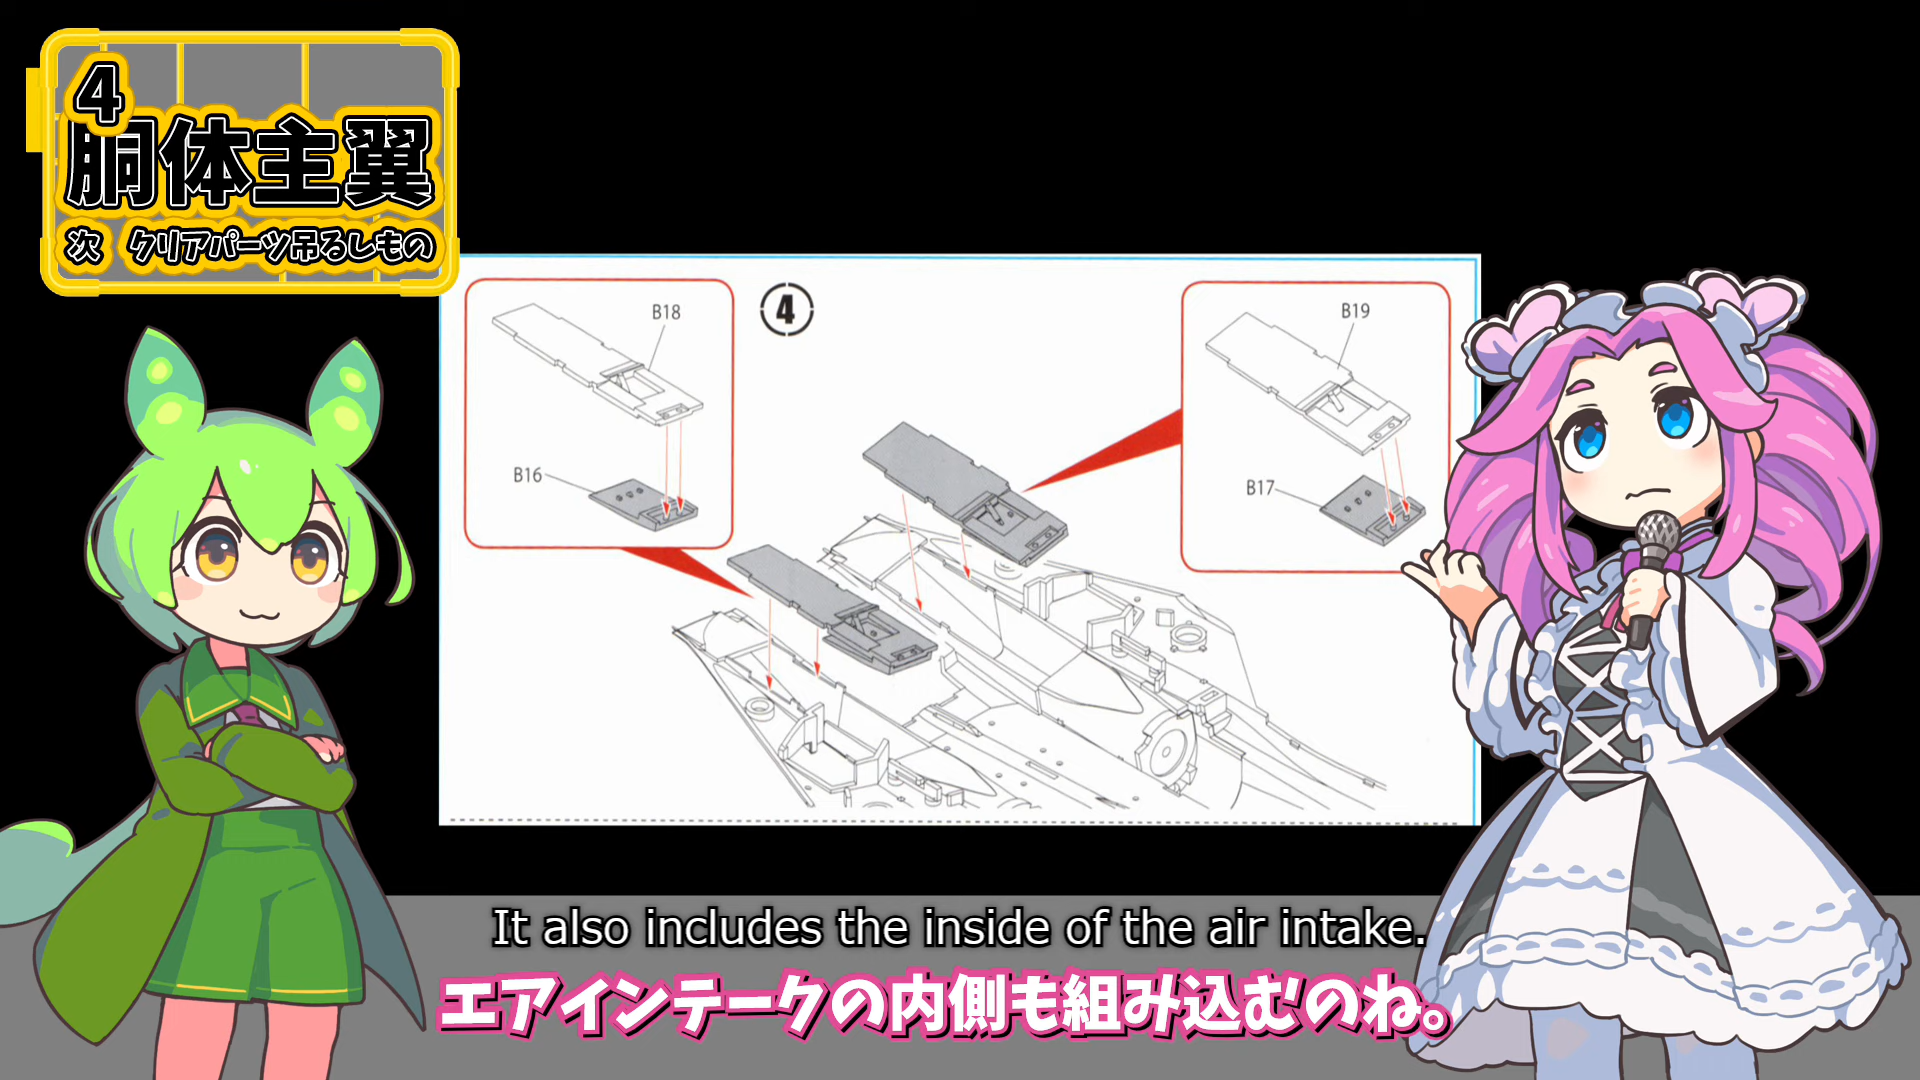 4
胴体主翼
次 クリアパーツ吊るしもの
B18
B16
4
B19
B17
It also includes the inside of the air intake.
エアインテークの内側も組み込むのね。